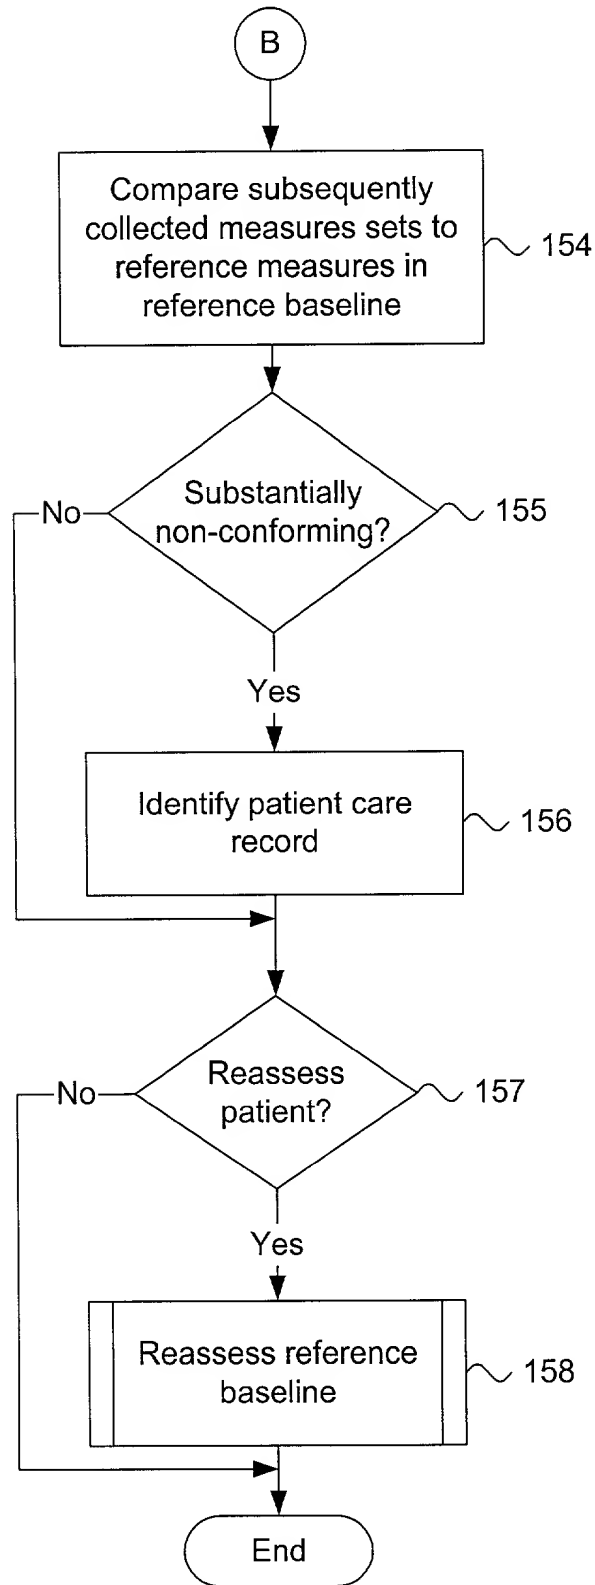 B
Compare subsequently
collected measures sets to
reference measures in
reference baseline
154
Substantially
non-conforming?
155
No
Yes
Identify patient care
record
156
Reassess
patient?
157
No
Yes
Reassess reference
baseline
158
End